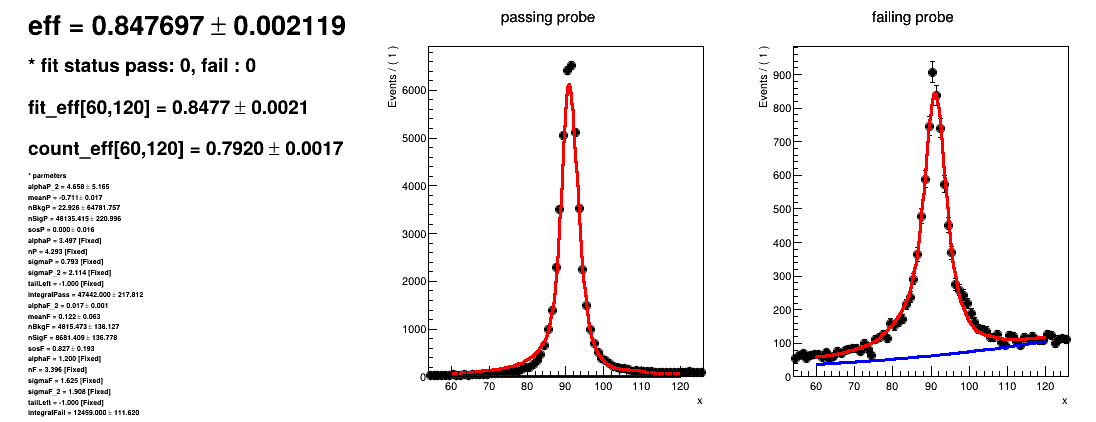 eff = 0.847697 ± 0.002119
* fit status pass: 0, fail : 0
fit_eff[60,120] = 0.8477 ± 0.0021
count_eff[60,120] = 0.7920 ± 0.0017
* parmeters
alphaP_2 = 4.658 ± 5.165
meanP = -0.711 ± 0.017
nBkgP = 22.926 ± 64781.757
nSigP = 48135.415 ± 220.996
sosP = 0.000 ± 0.016
alphaP = 3.497 [Fixed]
nP = 4.293 [Fixed]
sigmaP = 0.793 [Fixed]
sigmaP_2 = 2.114 [Fixed]
tailLeft = -1.000 [Fixed]
integralPass = 47442.000 ± 217.812
alphaF_2 = 0.017 ± 0.001
meanF = 0.122 ± 0.063
nBkgF = 4815.473 ± 138.127
nSigF = 8681.409 ± 136.778
sosF = 0.827 ± 0.193
alphaF = 1.200 [Fixed]
nF = 3.396 [Fixed]
sigmaF = 1.625 [Fixed]
sigmaF_2 = 1.908 [Fixed]
tailLeft = -1.000 [Fixed]
integralFail = 12459.000 ± 111.620
passing probe
Events / ( 1 )
6000
5000
4000
3000
2000
1000
0
60 70 80 90 100 110 120
x
failing probe
Events / ( 1 )
900
800
700
600
500
400
300
200
100
0
60 70 80 90 100 110 120
x